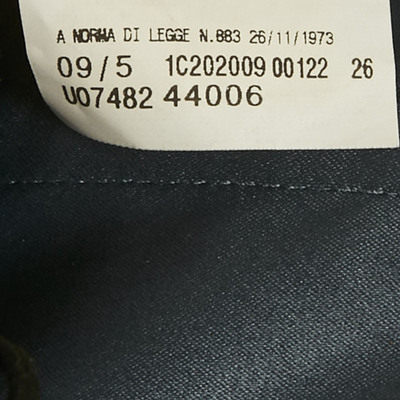 A NORMA DI LEGGE N.883 26/11/1973
09/5 1C202009 00122 26
U07482 44006